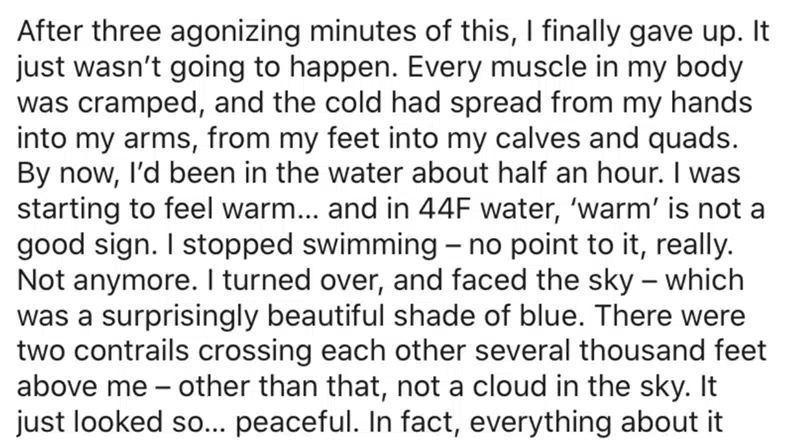 After three agonizing minutes of this, I finally gave up. It
just wasn’t going to happen. Every muscle in my body
was cramped, and the cold had spread from my hands
into my arms, from my feet into my calves and quads.
By now, I’d been in the water about half an hour. I was
starting to feel warm... and in 44F water, ‘warm’ is not a
good sign. I stopped swimming – no point to it, really.
Not anymore. I turned over, and faced the sky – which
was a surprisingly beautiful shade of blue. There were
two contrails crossing each other several thousand feet
above me – other than that, not a cloud in the sky. It
just looked so... peaceful. In fact, everything about it